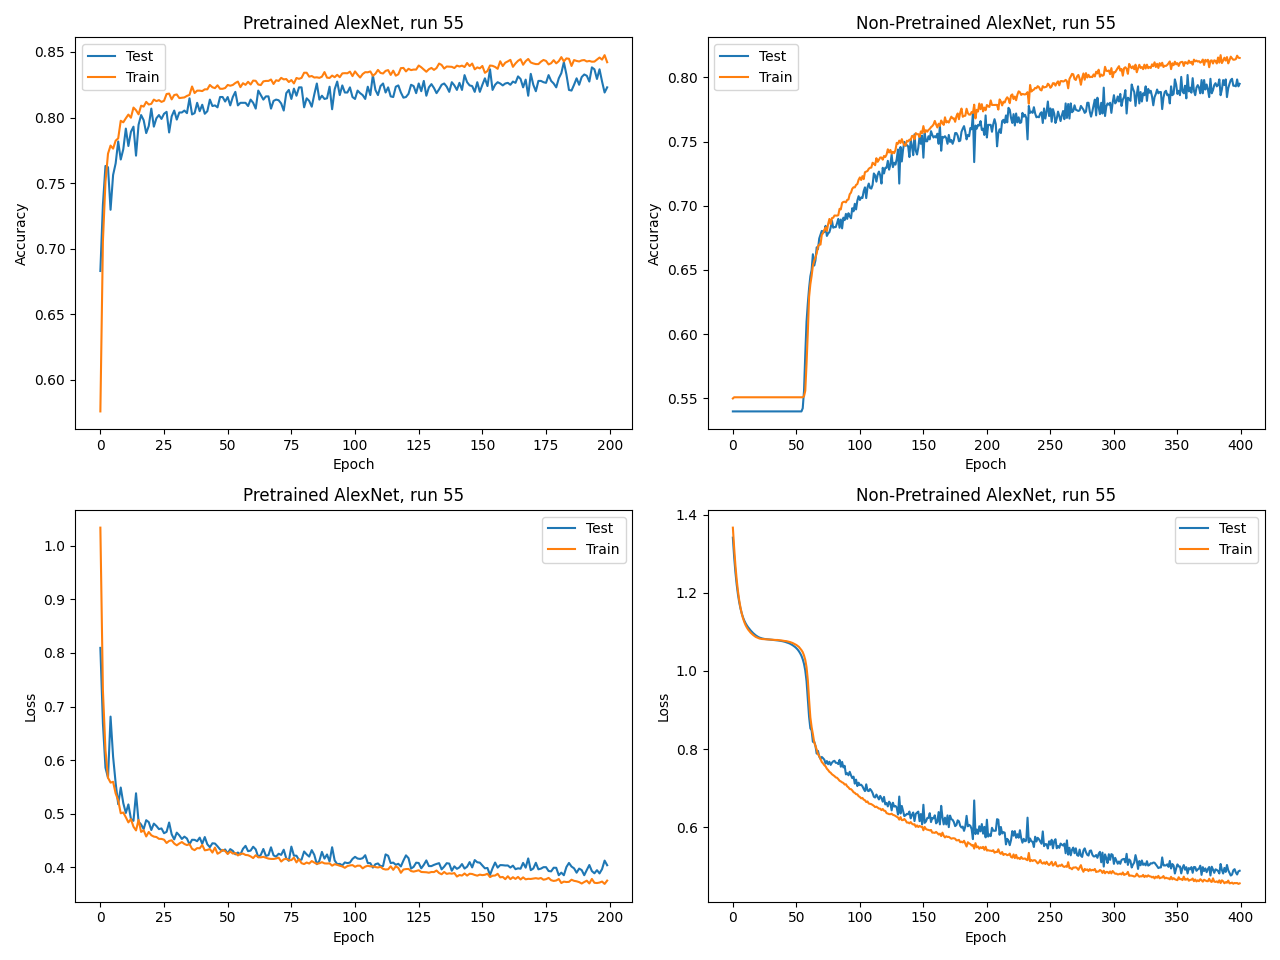 Pretrained AlexNet, run 55
0.85
0.80
0.75
0.70
0.65
0.60
Accuracy
Test
Train
0 25 50 75 100 125 150 175 200
Epoch
Non-Pretrained AlexNet, run 55
0.80
0.75
0.70
0.65
0.60
0.55
Accuracy
Test
Train
0 50 100 150 200 250 300 350 400
Epoch
Pretrained AlexNet, run 55
1.0
0.9
0.8
0.7
0.6
0.5
0.4
Loss
Test
Train
0 25 50 75 100 125 150 175 200
Epoch
Non-Pretrained AlexNet, run 55
1.4
1.2
1.0
0.8
0.6
Loss
Test
Train
0 50 100 150 200 250 300 350 400
Epoch